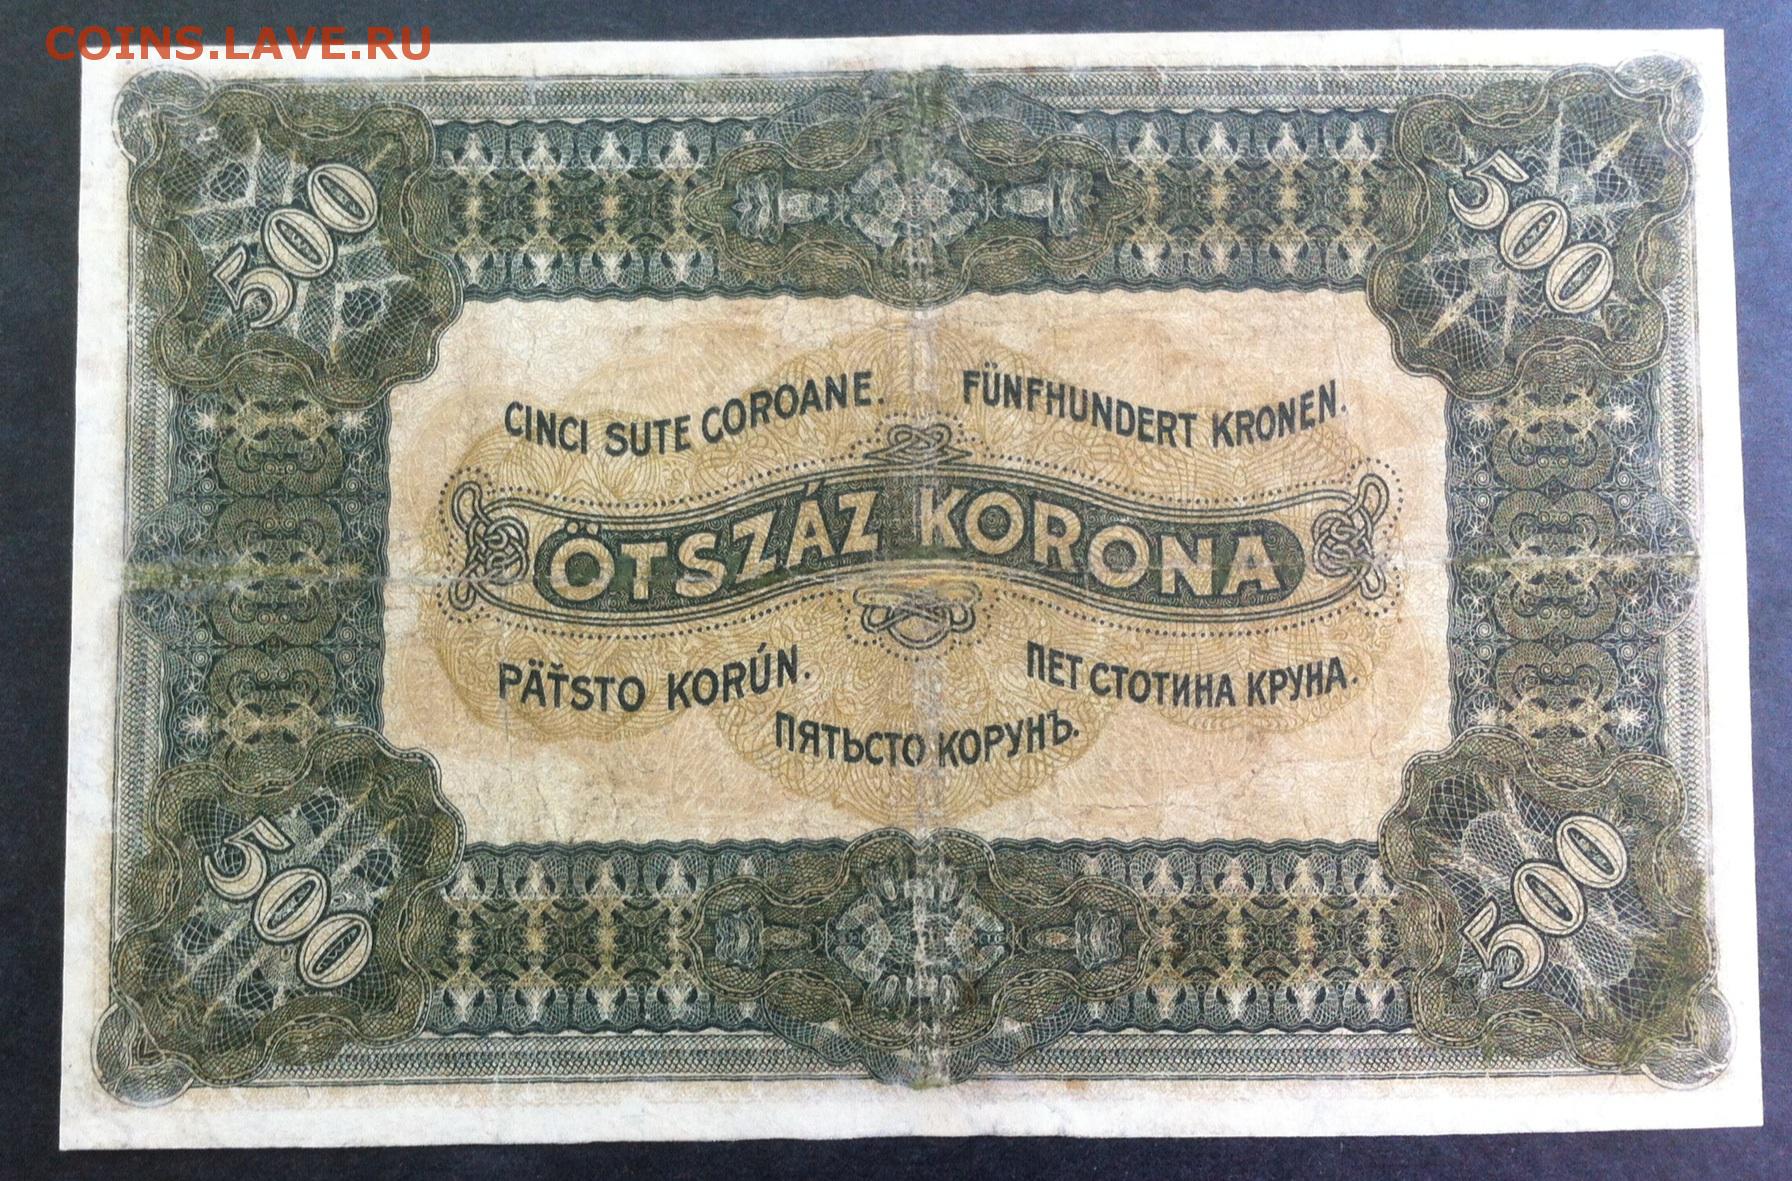 COINS.LAVE.RU
500
500
CINCI SUTE COROANE.
FÜNFHUNDERT KRONEN.
ÖTSZÁZ KORONA
PÄŤSTO KORÚN.
ПЕТ СТОТИНА КРУНА.
ПЯТЬСТО КОРУНЪ.
500
500